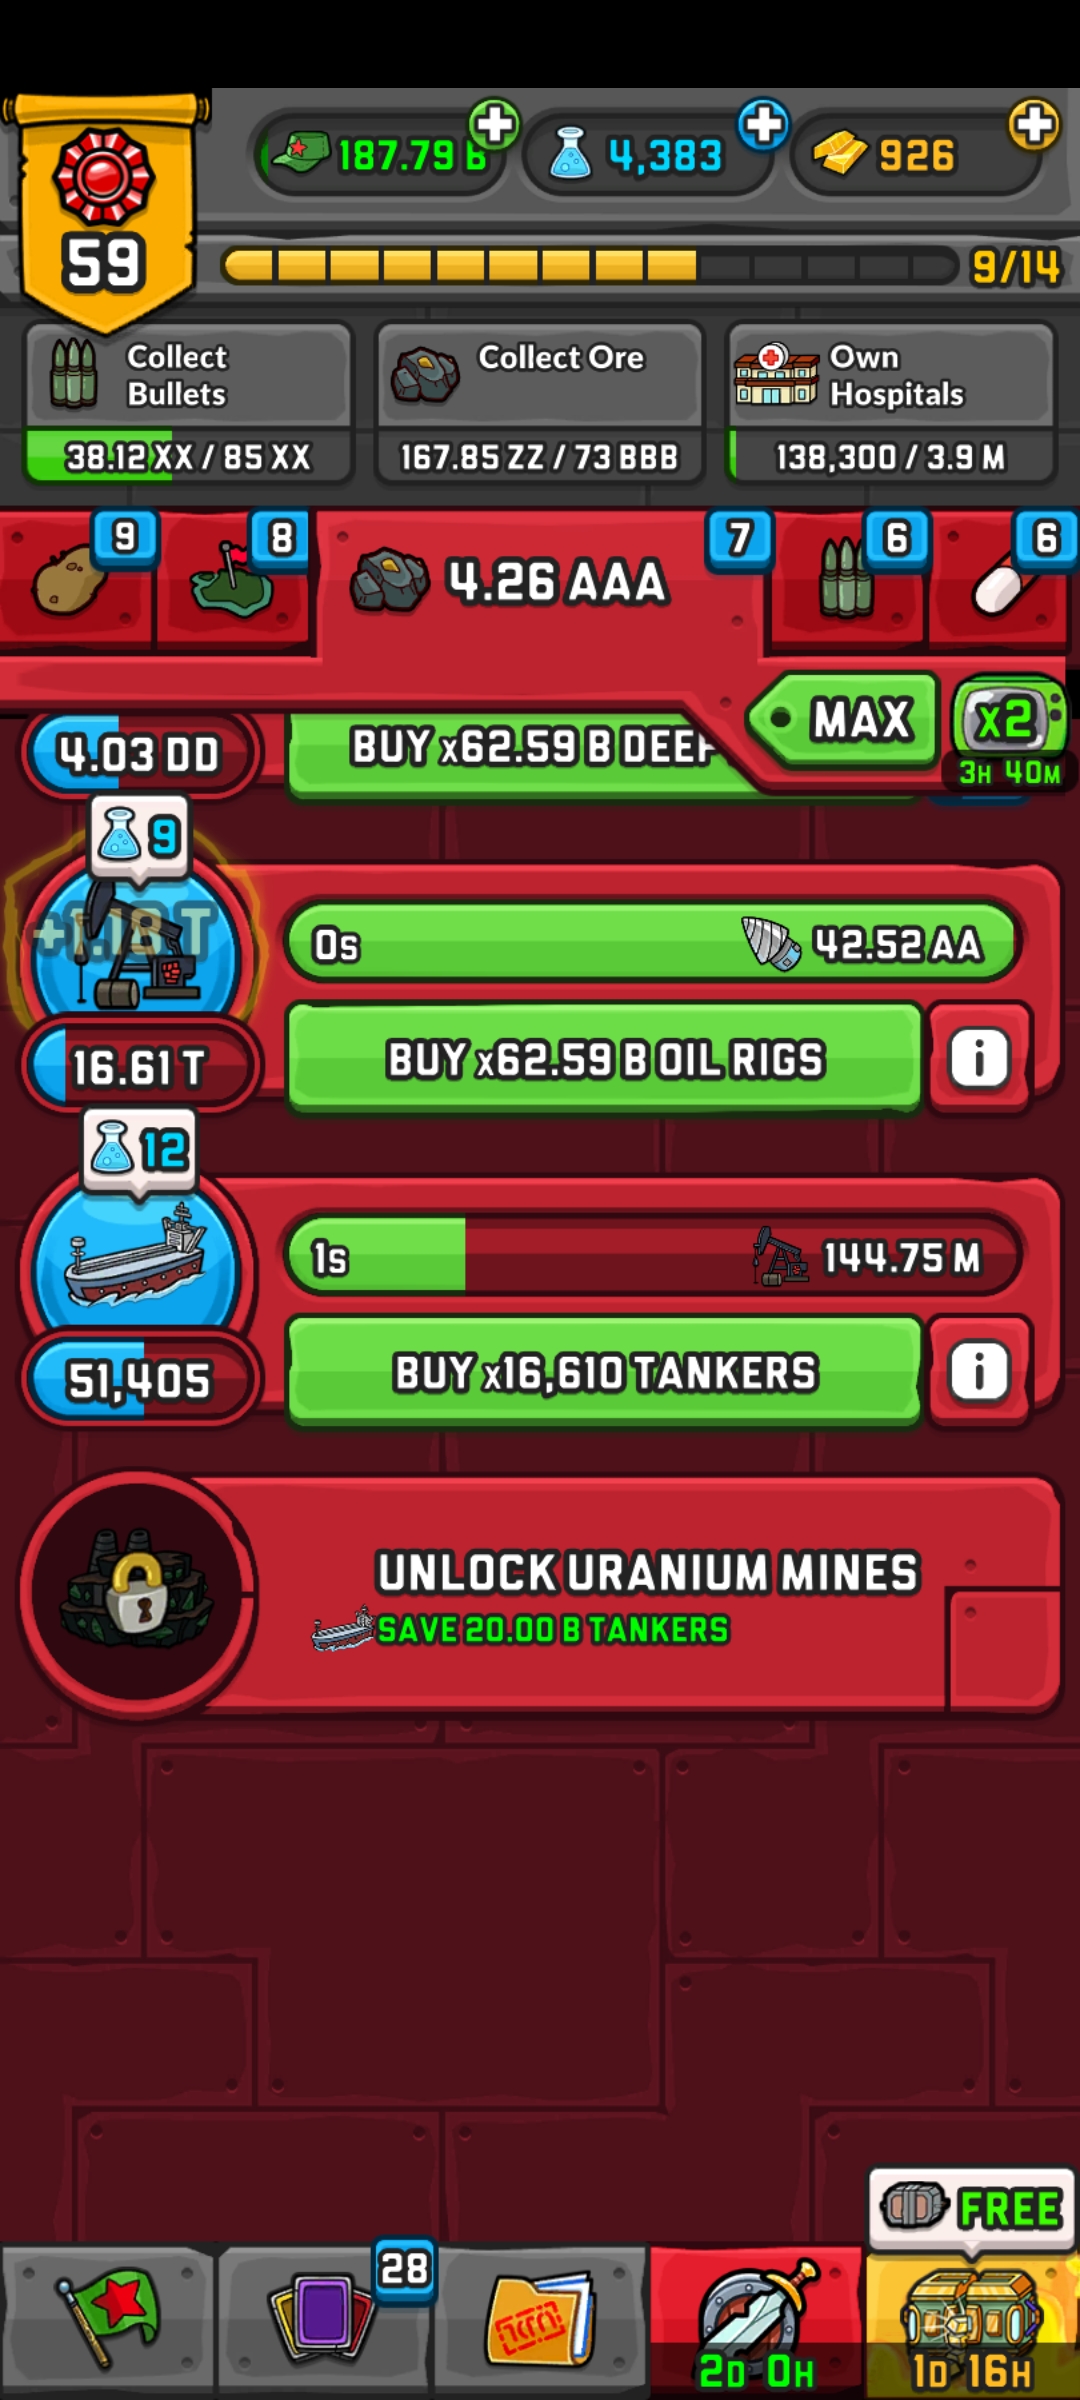 59
187.79 B
4,383
926
9/14
Collect
Bullets
38.12 XX / 85 XX
Collect Ore
167.85 ZZ / 73 BBB
Own
Hospitals
138,300 / 3.9 M
9
8
4.26 AAA
7
6
6
MAX
x2
3H 40M
4.03 DD
BUY x62.59 B DEEP
9
+1.18 T
0s
42.52 AA
16.61 T
BUY x62.59 B OIL RIGS
i
12
1s
144.75 M
51,405
BUY x16,610 TANKERS
i
UNLOCK URANIUM MINES
SAVE 20.00 B TANKERS
FREE
28
2D 0H
1D 16H